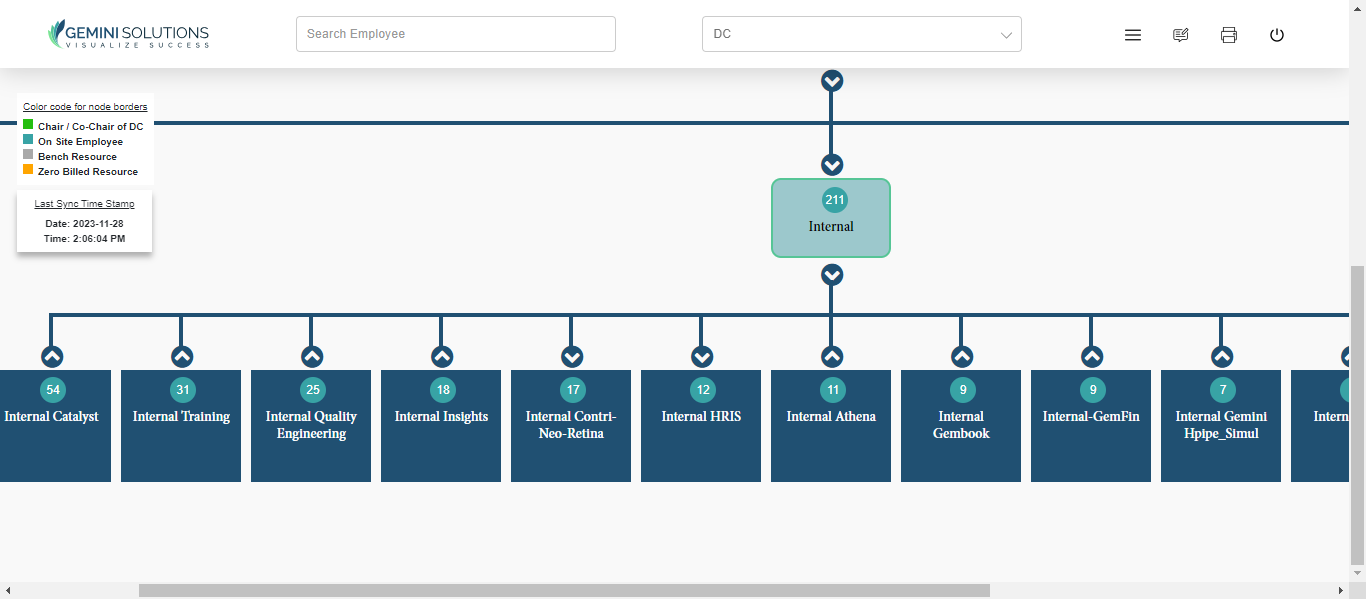 GEMINI SOLUTIONS
VISUALIZE SUCCESS
Search Employee
DC
Color code for node borders
Chair / Co-Chair of DC
On Site Employee
Bench Resource
Zero Billed Resource
Last Sync Time Stamp
Date: 2023-11-28
Time: 2:06:04 PM
211
Internal
54
Internal Catalyst
31
Internal Training
25
Internal Quality
Engineering
18
Internal Insights
17
Internal Contri-
Neo-Retina
12
Internal HRIS
11
Internal Athena
9
Internal
Gembook
9
Internal-GemFin
7
Internal Gemini
Hpipe_Simul